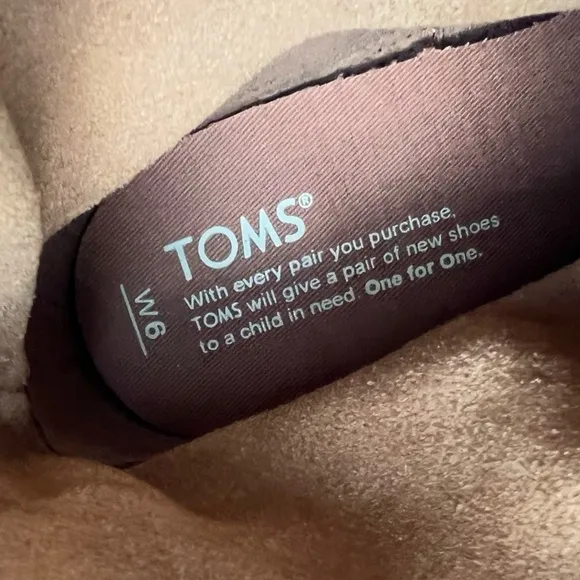 TOMS®
With every pair you purchase,
TOMS will give a pair of new shoes
to a child in need. One for One.
W6